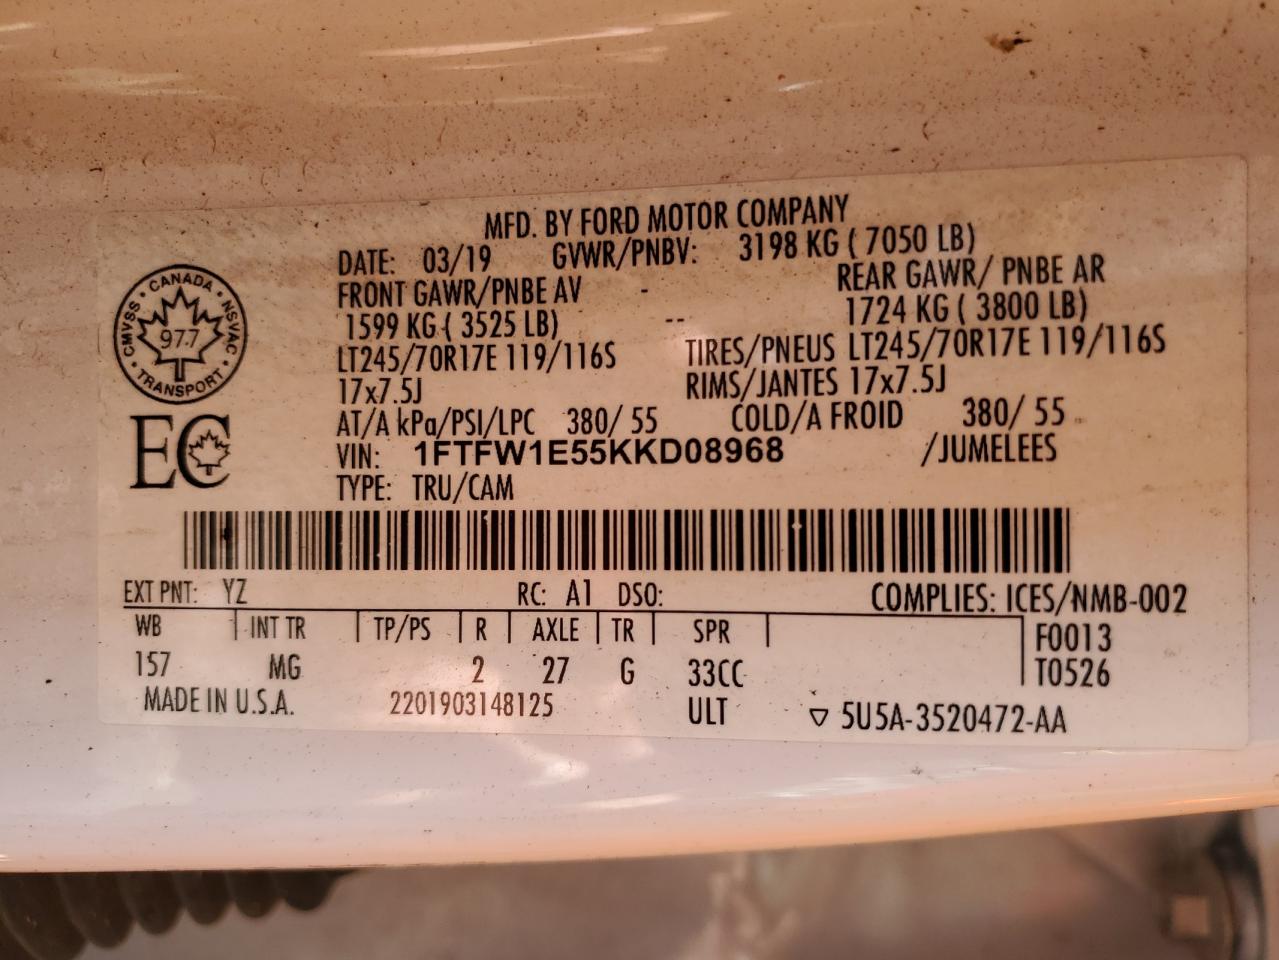 MFD. BY FORD MOTOR COMPANY
DATE: 03/19 GVWR/PNBV: 3198 KG ( 7050 LB)
FRONT GAWR/PNBE AV - REAR GAWR/ PNBE AR
1599 KG ( 3525 LB) -- 1724 KG ( 3800 LB)
LT245/70R17E 119/116S TIRES/PNEUS LT245/70R17E 119/116S
17x7.5J RIMS/JANTES 17x7.5J
AT/A kPa/PSI/LPC 380/ 55 COLD/A FROID 380/ 55
VIN: 1FTFW1E55KKD08968 /JUMELEES
TYPE: TRU/CAM
CANADA
CMVSS NSVAC
97.7
TRANSPORT
EC
EXT PNT: YZ RC: A1 DSO: COMPLIES: ICES/NMB-002
WB INT TR TP/PS R AXLE TR SPR F0013
157 MG 2 27 G 33CC T0526
MADE IN U.S.A. 2201903148125 ULT ▽ 5U5A-3520472-AA